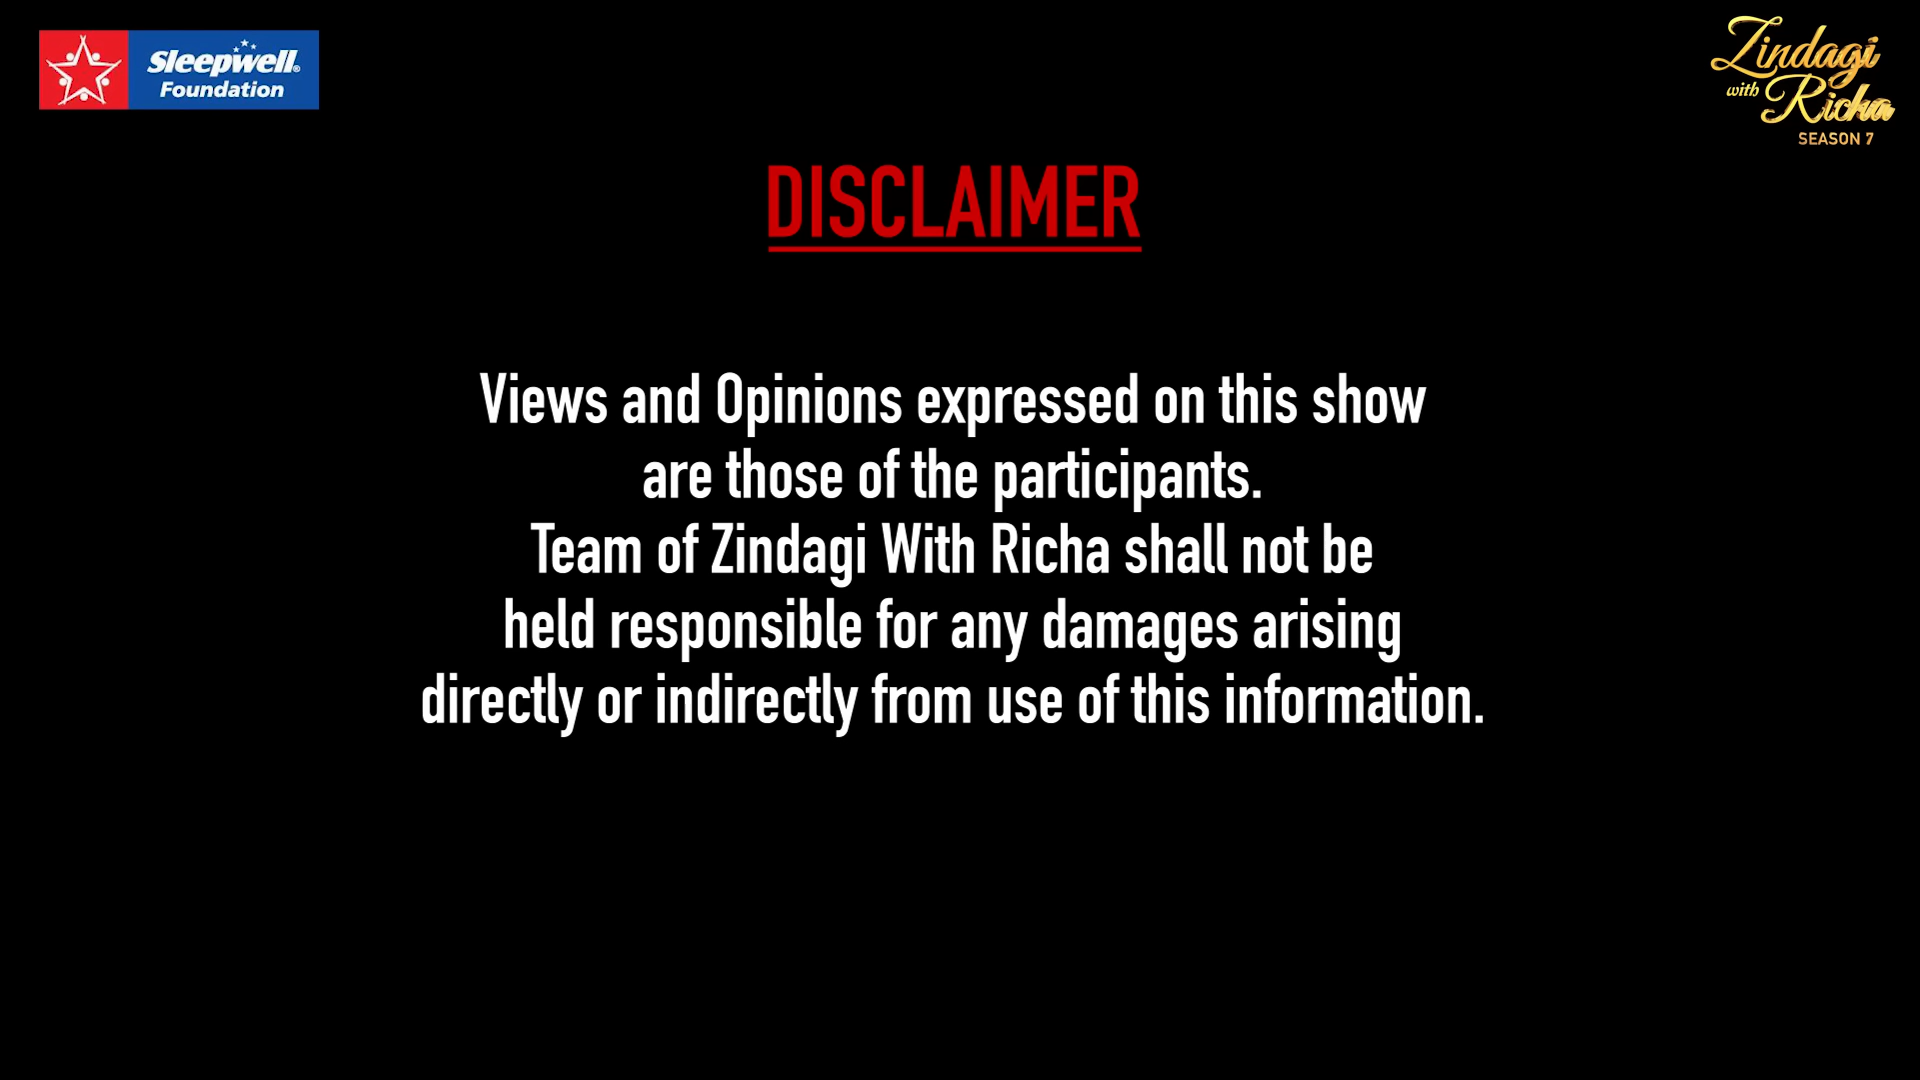 Sleepwell®
Foundation
Zindagi
with Richa
SEASON 7
DISCLAIMER
Views and Opinions expressed on this show
are those of the participants.
Team of Zindagi With Richa shall not be
held responsible for any damages arising
directly or indirectly from use of this information.